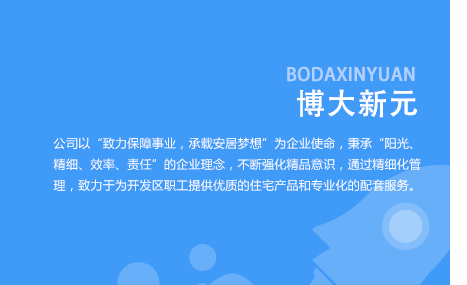 BODAXINYUAN
博大新元
公司以“致力保障事业，承载安居梦想”为企业使命，秉承“阳光、
精细、效率、责任”的企业理念，不断强化精品意识，通过精细化管
理，致力于为开发区职工提供优质的住宅产品和专业化的配套服务。